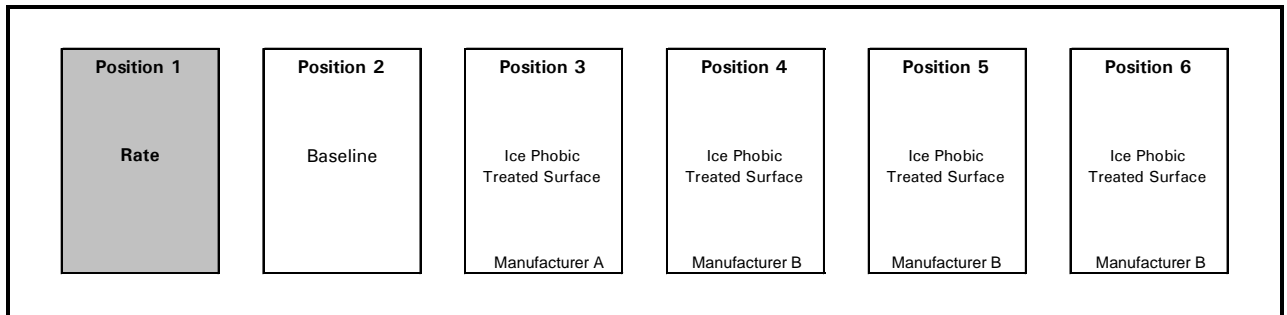 Position 1
Rate
Position 2
Baseline
Position 3
Ice Phobic
Treated Surface
Manufacturer A
Position 4
Ice Phobic
Treated Surface
Manufacturer B
Position 5
Ice Phobic
Treated Surface
Manufacturer B
Position 6
Ice Phobic
Treated Surface
Manufacturer B